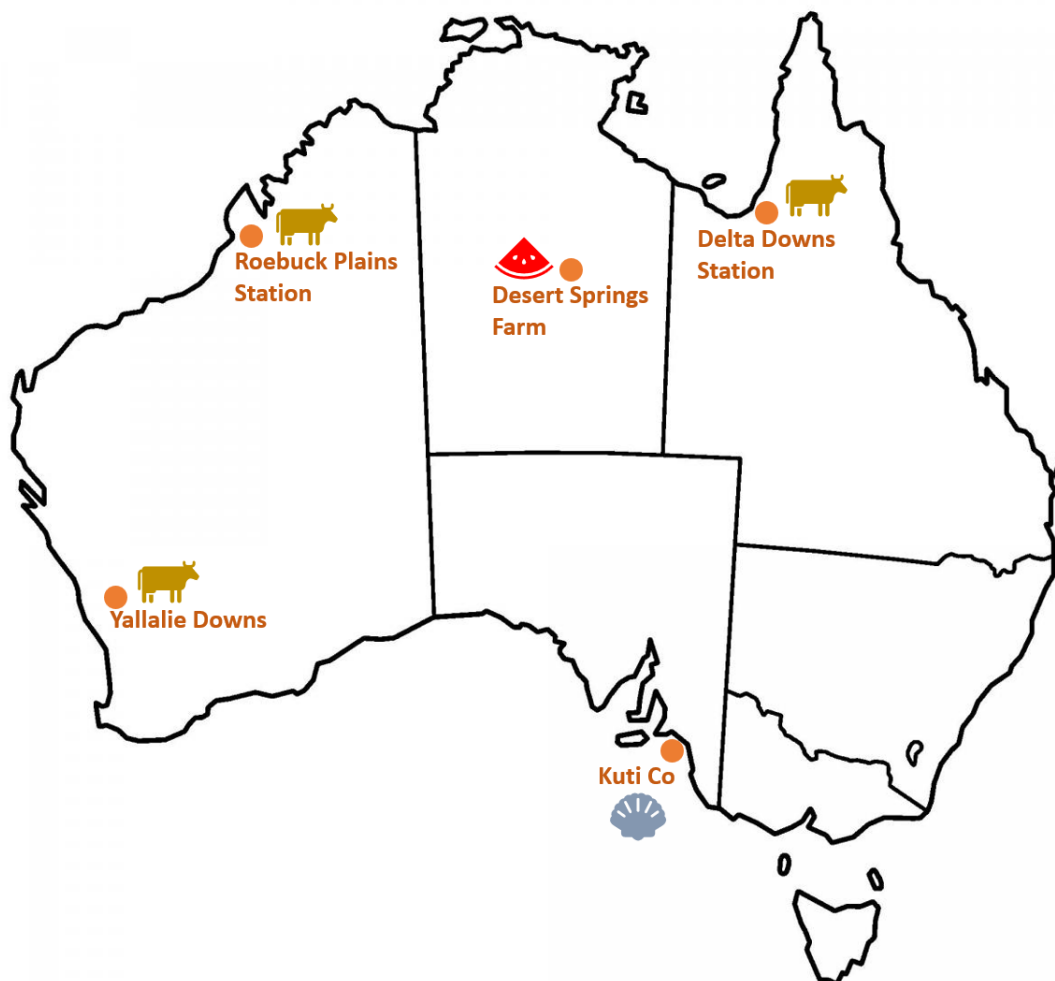 Roebuck Plains
Station
Desert Springs
Farm
Delta Downs
Station
Yallalie Downs
Kuti Co